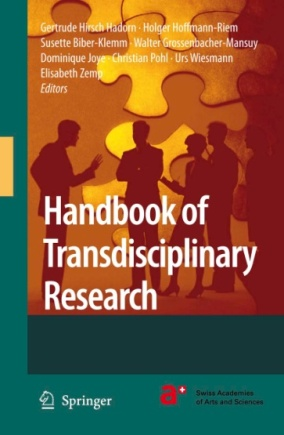 Gertrude Hirsch Hadorn · Holger Hoffmann-Riem
Susette Biber-Klemm · Walter Grossenbacher-Mansuy
Dominique Joye · Christian Pohl · Urs Wiesmann
Elisabeth Zemp
Editors
Handbook of
Transdisciplinary
Research
Springer
a+
Swiss Academies
of Arts and Sciences